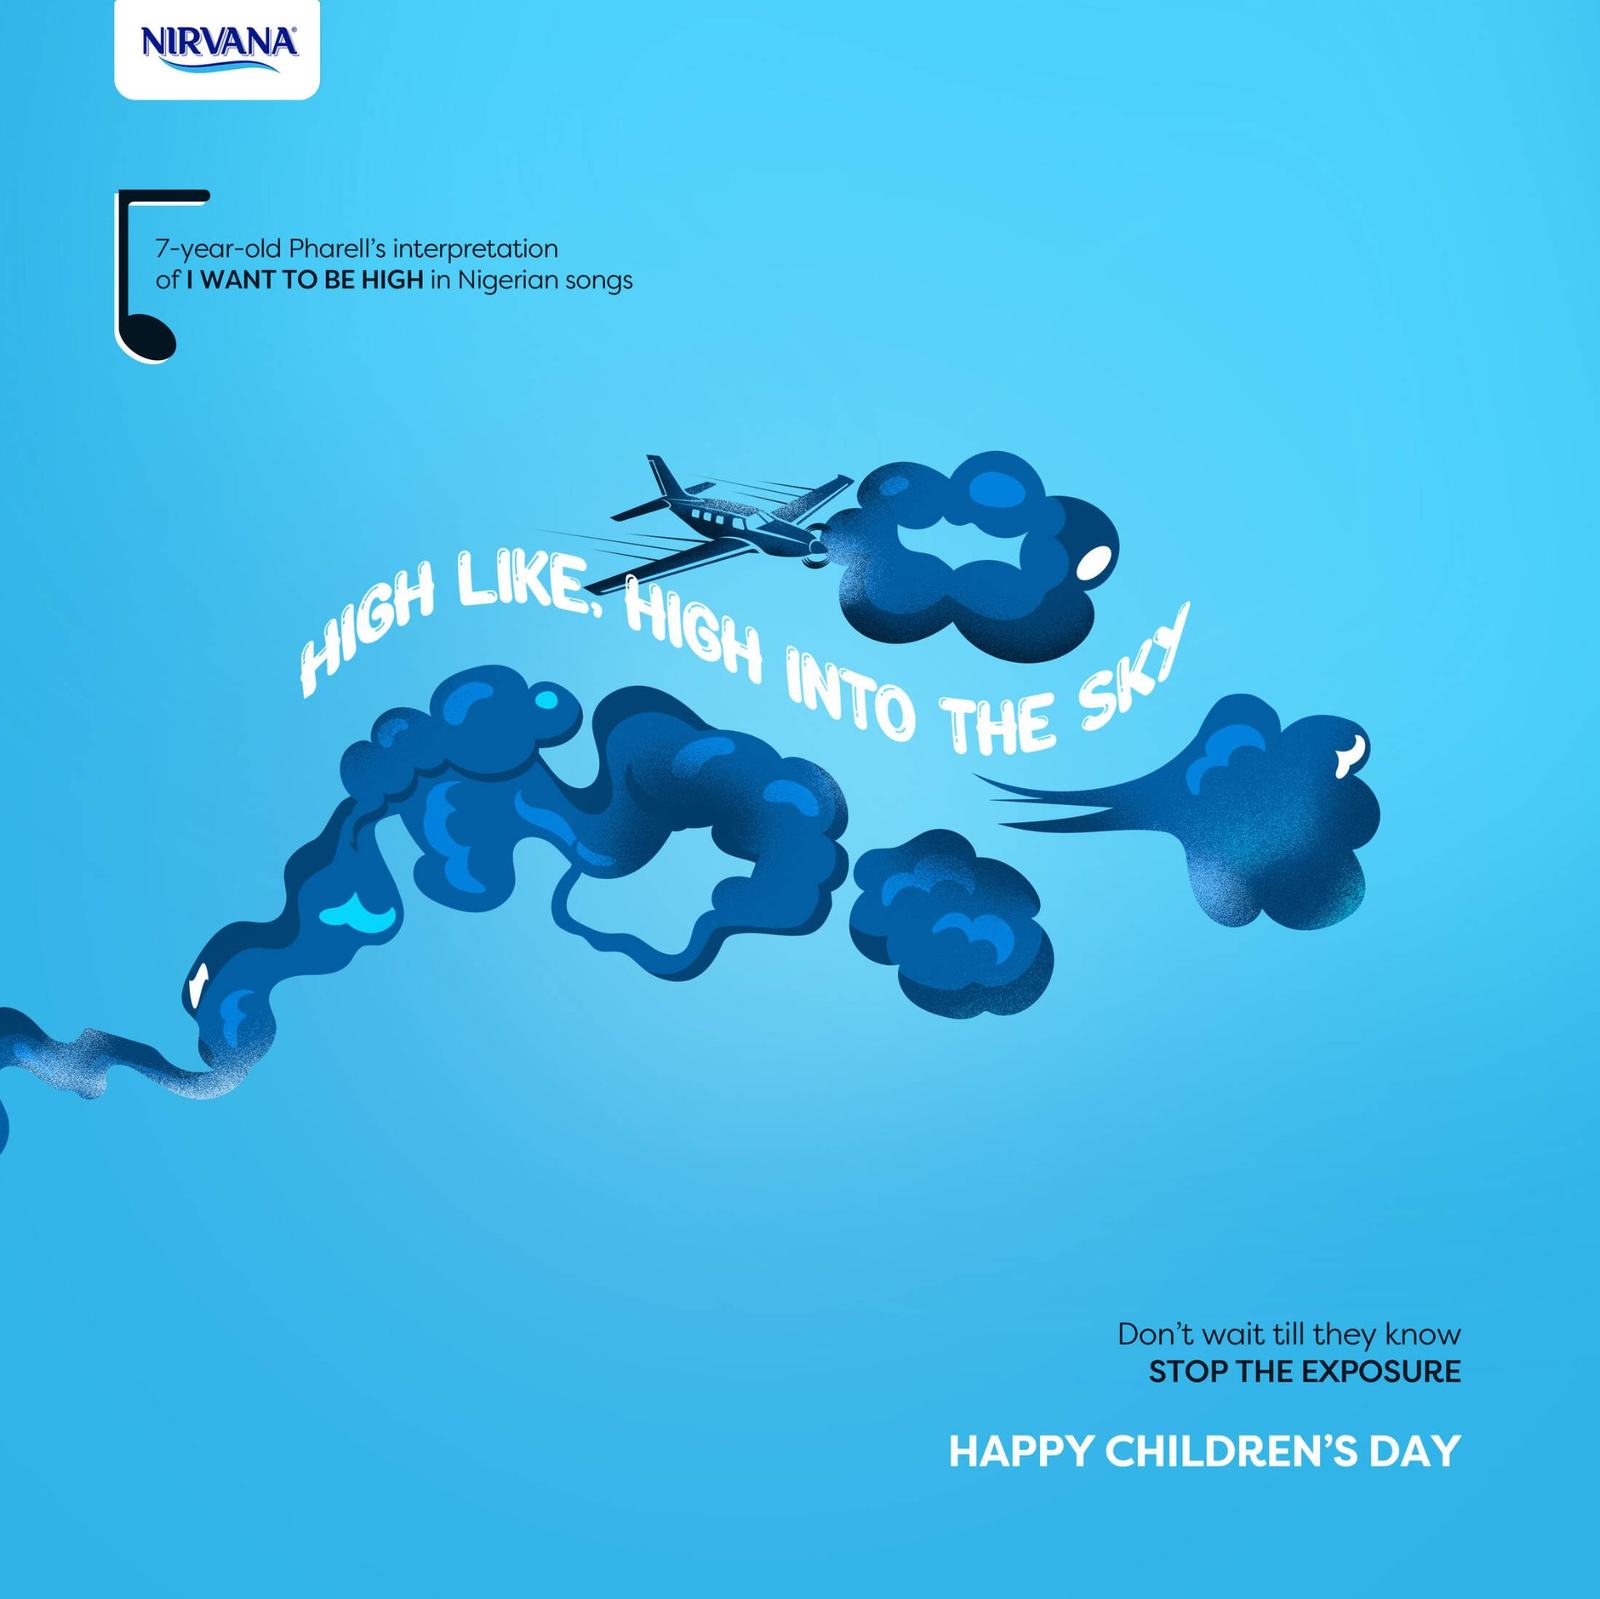 NIRVANA®
7-year-old Pharell's interpretation
of I WANT TO BE HIGH in Nigerian songs
HIGH LIKE, HIGH INTO THE SKY
Don't wait till they know
STOP THE EXPOSURE
HAPPY CHILDREN'S DAY